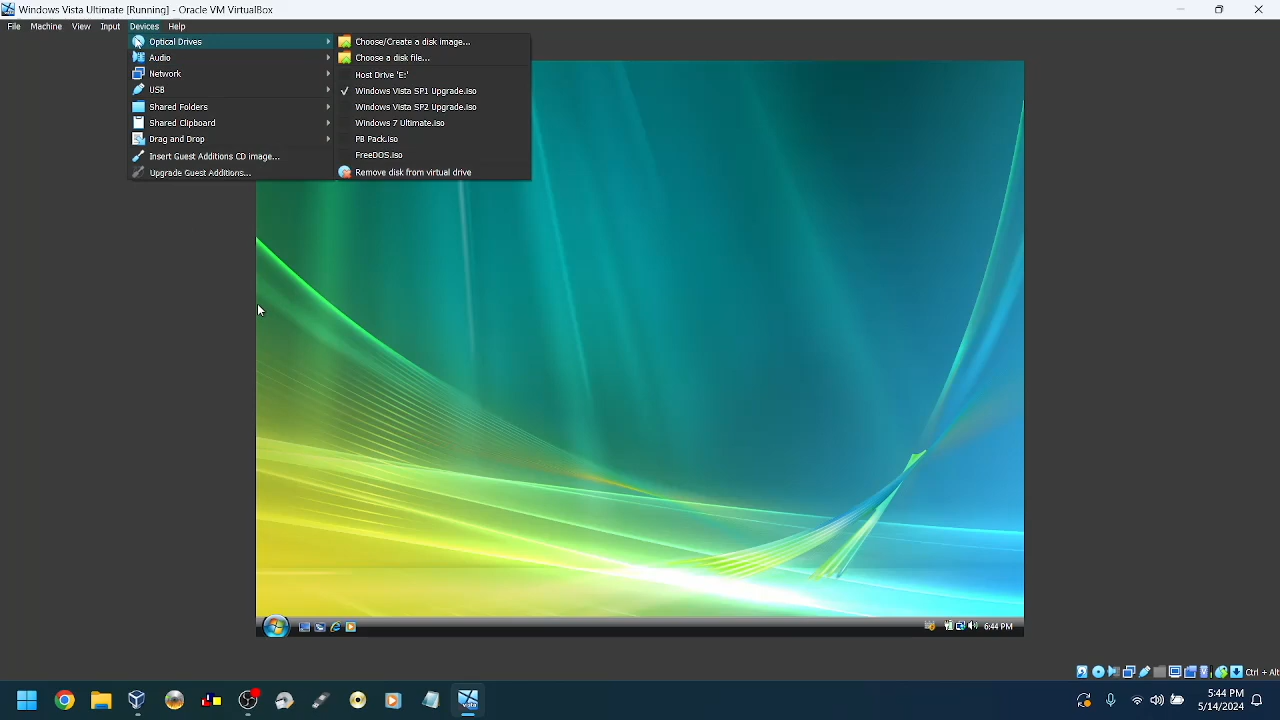 Windows Vista Ultimate [Running] - Oracle VM VirtualBox
File Machine View Input Devices Help
Optical Drives
Audio
Network
USB
Shared Folders
Shared Clipboard
Drag and Drop
Insert Guest Additions CD image...
Upgrade Guest Additions...
Choose/Create a disk image...
Choose a disk file...
Host Drive 'E:'
Windows Vista SP1 Upgrade.iso
Windows Vista SP2 Upgrade.iso
Windows 7 Ultimate.iso
PB Pack.iso
FreeDOS.iso
Remove disk from virtual drive
6:44 PM
Ctrl + Alt
vista
5:44 PM
5/14/2024